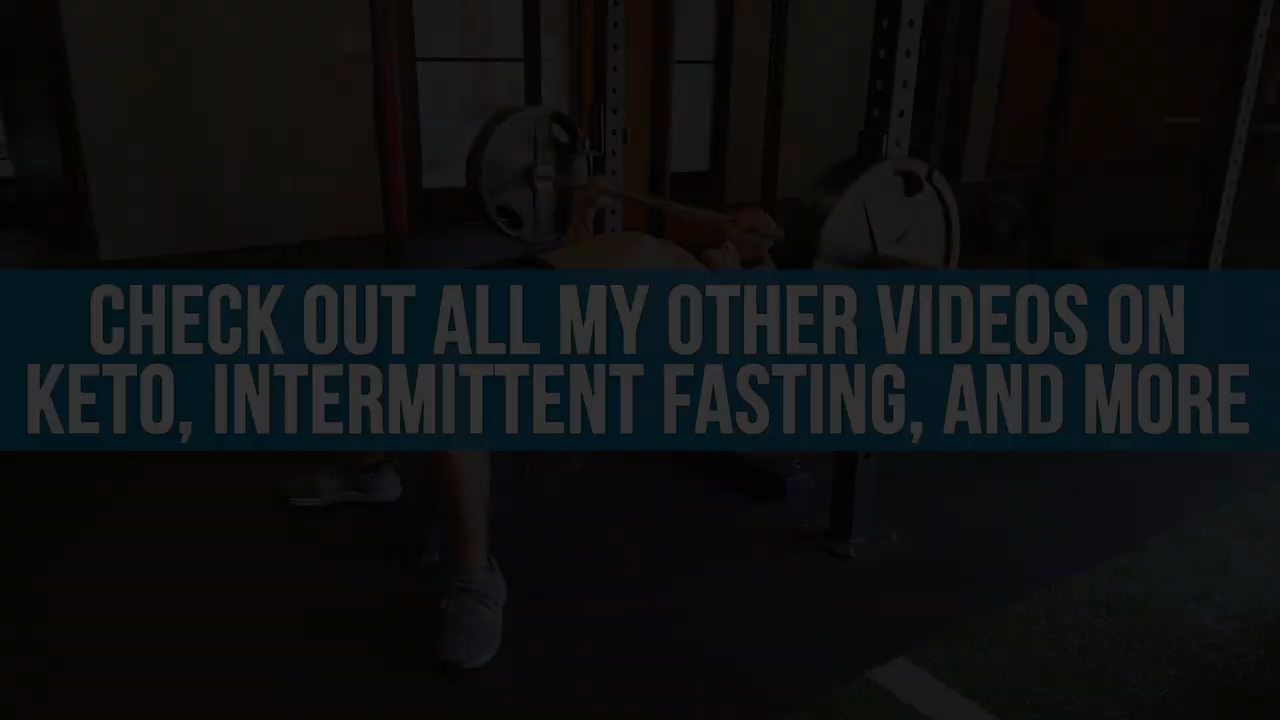 CHECK OUT ALL MY OTHER VIDEOS ON
KETO, INTERMITTENT FASTING, AND MORE